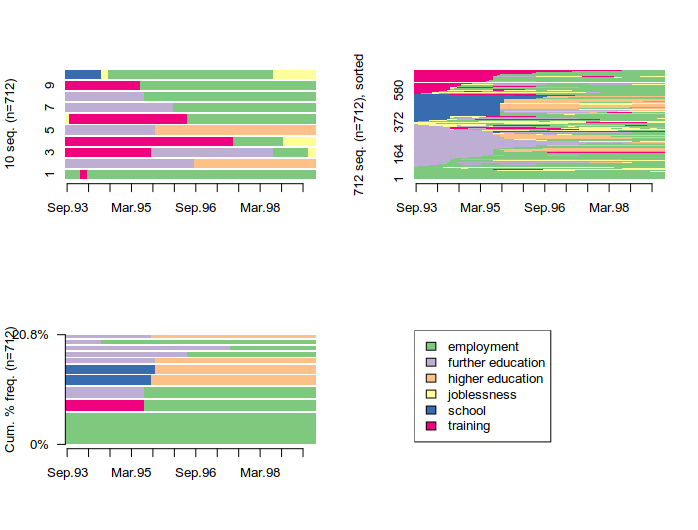 10 seq. (n=712)
1
3
5
7
9
Sep.93 Mar.95 Sep.96 Mar.98
712 seq. (n=712), sorted
1
164
372
580
Sep.93 Mar.95 Sep.96 Mar.98
Cum. % freq. (n=712)
0%
20.8%
Sep.93 Mar.95 Sep.96 Mar.98
employment
further education
higher education
joblessness
school
training